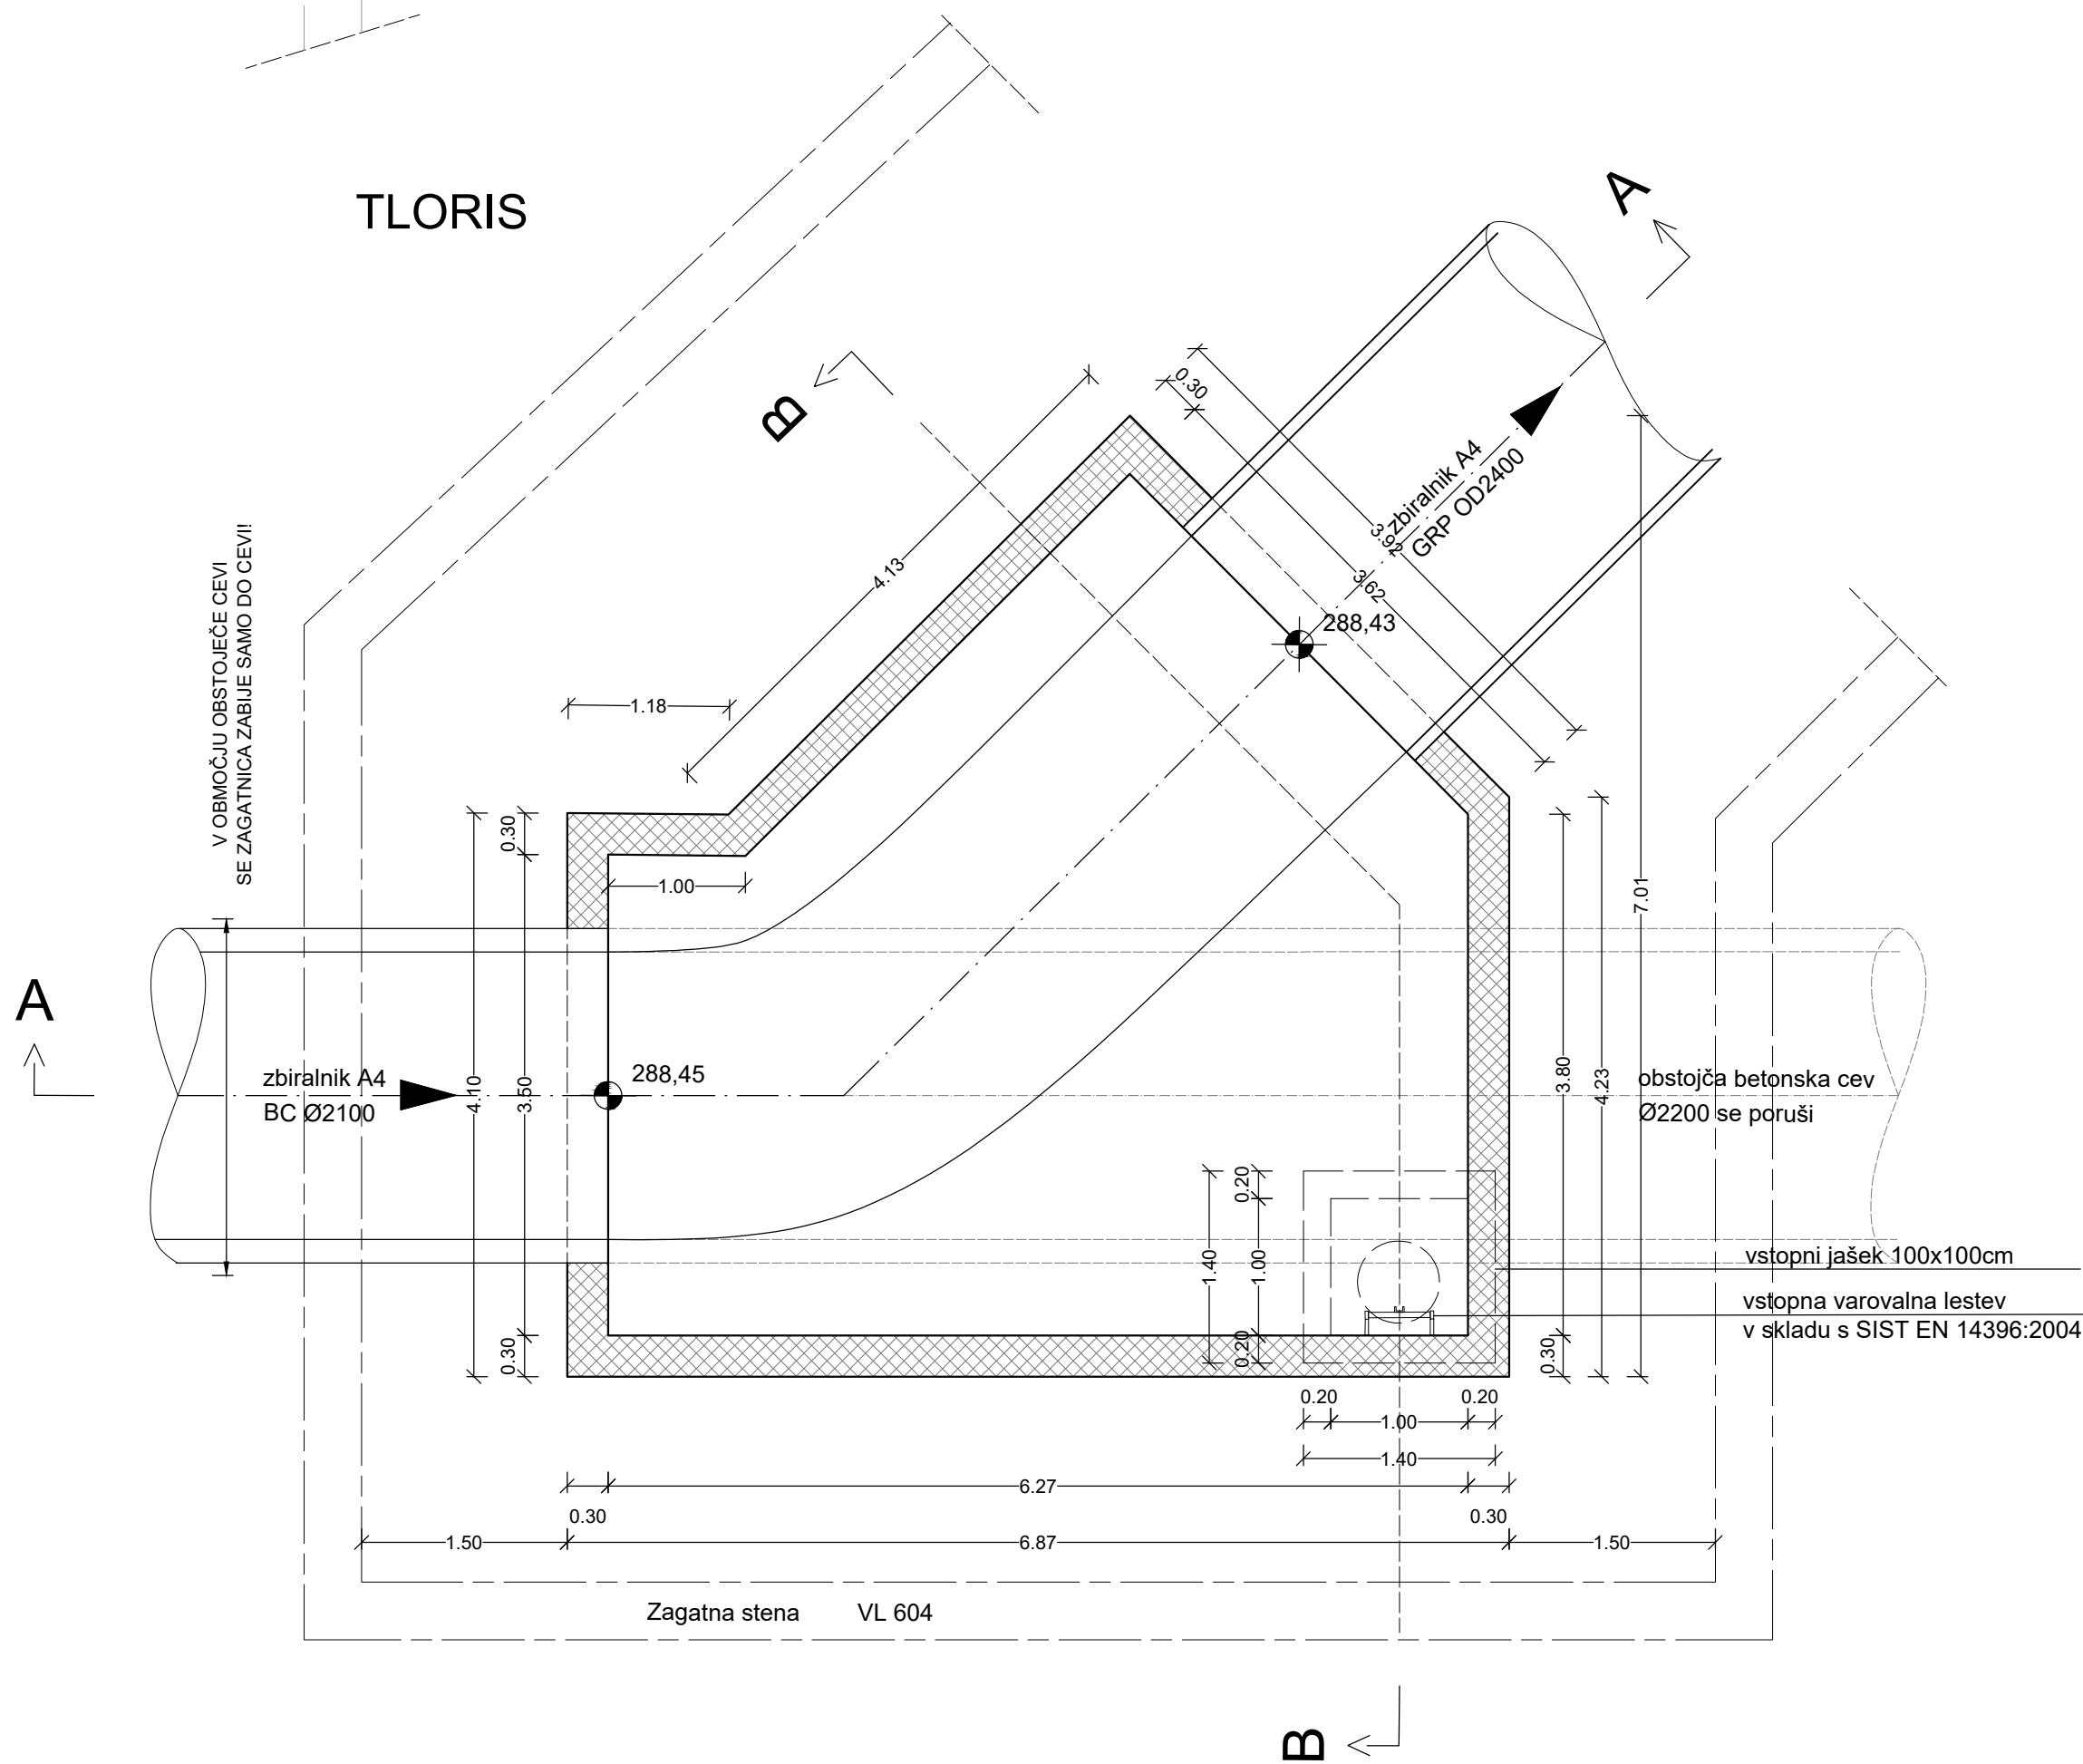 TLORIS
A
B
0.30
3.92
3.62
zbiralnik A4
GRP OD2400
4.13
288,43
1.18
V OBMOČJU OBSTOJEČE CEVI
SE ZAGATNICA ZABIJE SAMO DO CEVI!
0.30
1.00
7.01
A
zbiralnik A4
BC Ø2100
4.10
3.50
288,45
3.80
4.23
obstojča betonska cev
Ø2200 se poruši
0.20
1.40
1.00
0.20
vstopni jašek 100x100cm
vstopna varovalna lestev
v skladu s SIST EN 14396:2004
0.30
0.30
0.20
0.20
1.00
1.40
6.27
0.30
0.30
1.50
6.87
1.50
Zagatna stena VL 604
B